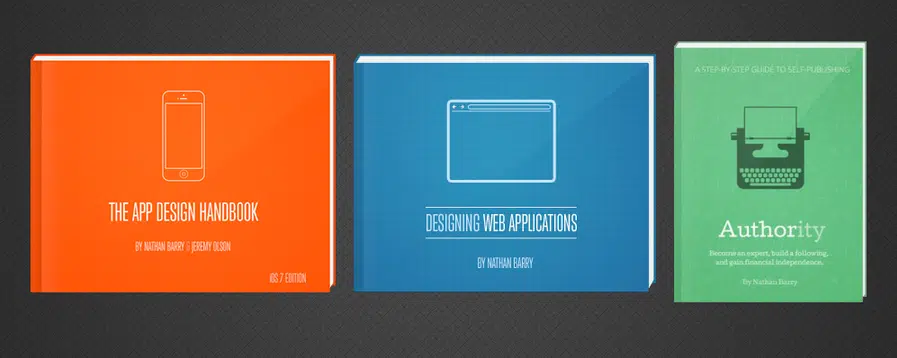 THE APP DESIGN HANDBOOK
BY NATHAN BARRY & JEREMY OLSON
IOS 7 EDITION
DESIGNING WEB APPLICATIONS
BY NATHAN BARRY
A STEP-BY-STEP GUIDE TO SELF-PUBLISHING
Authority
Become an expert, build a following,
and gain financial independence.
By Nathan Barry